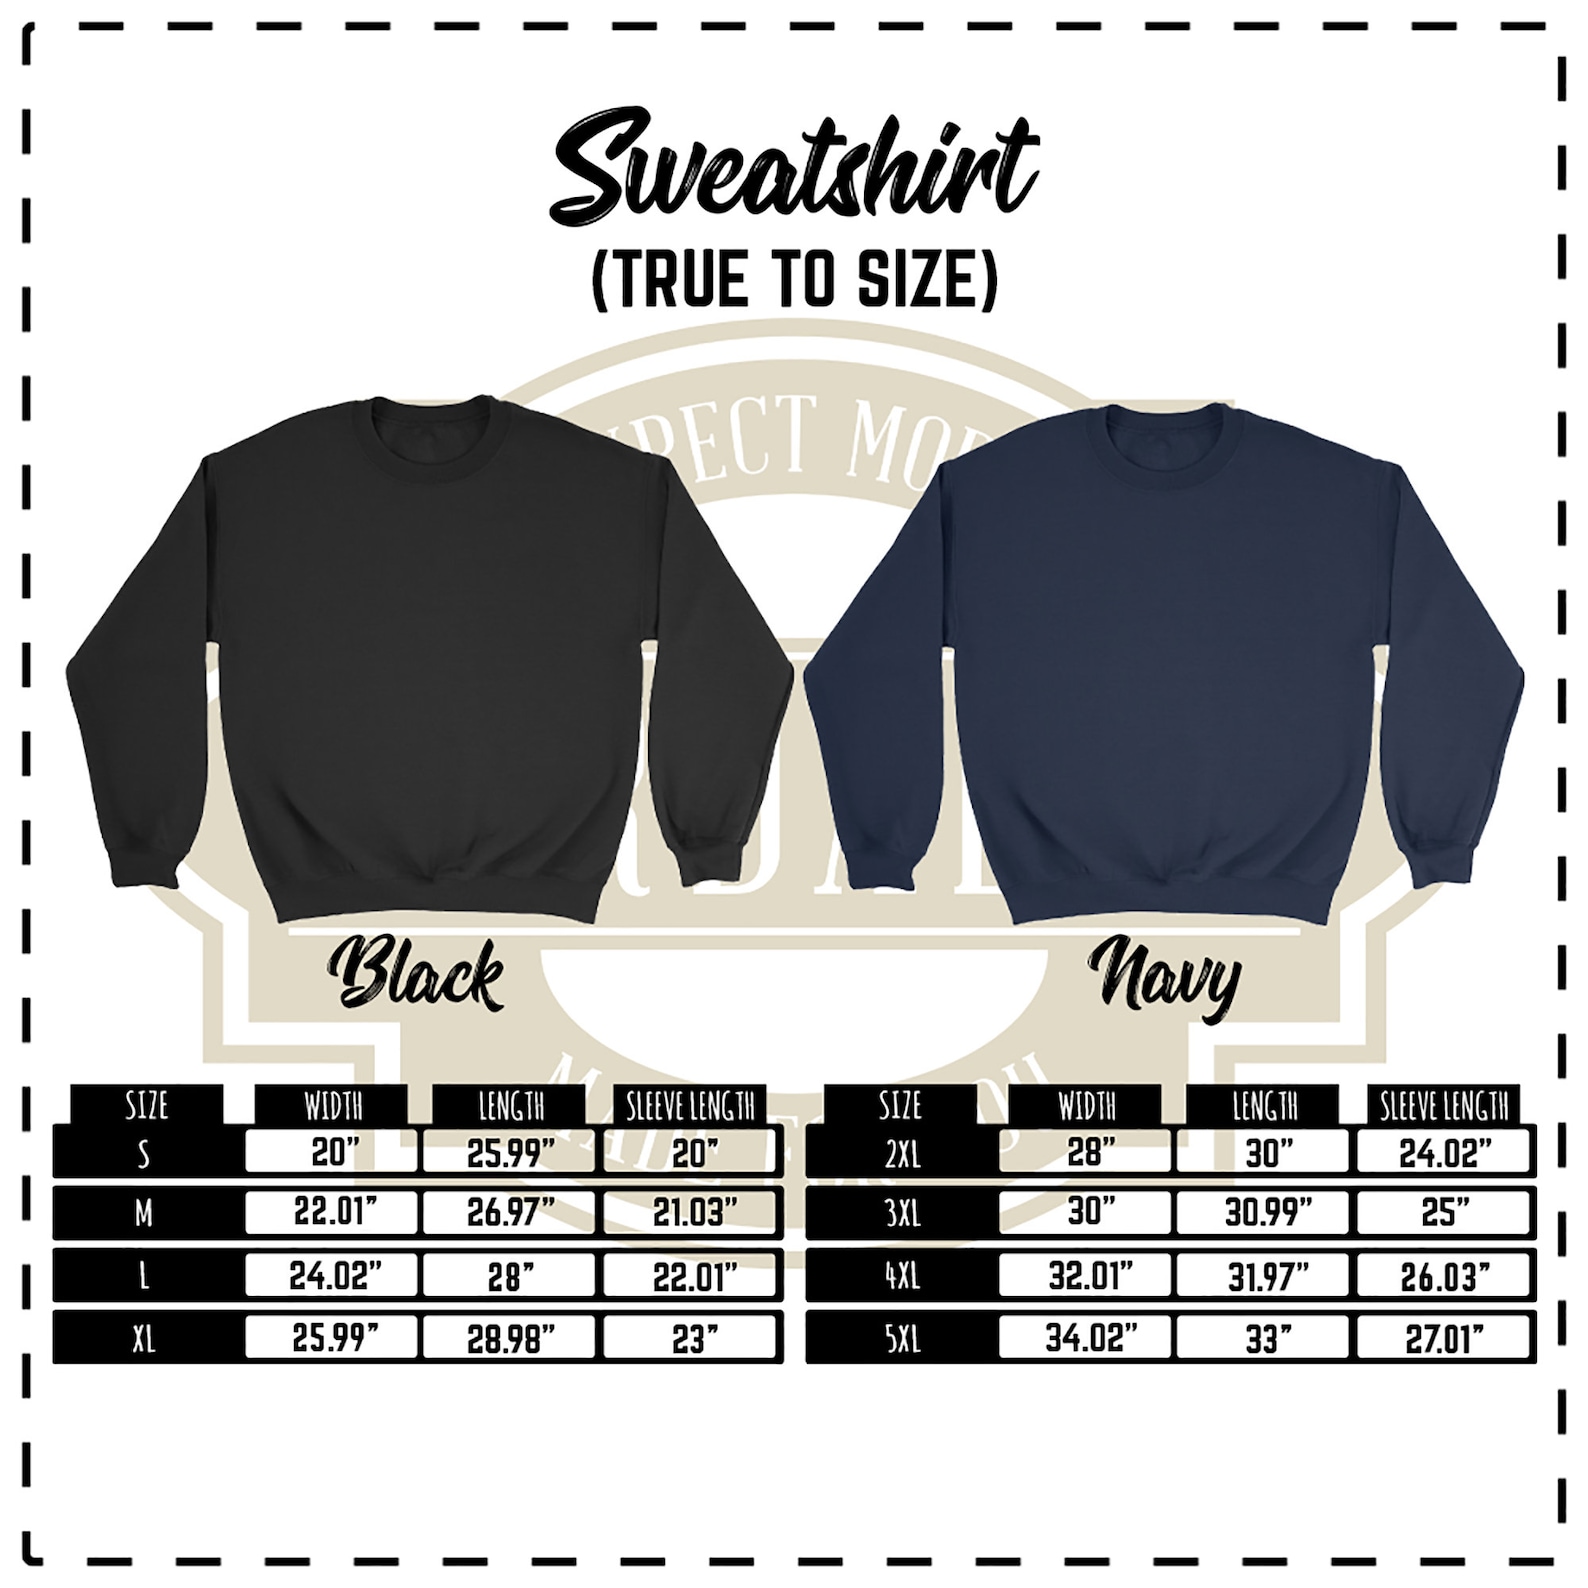 Sweatshirt
(TRUE TO SIZE)
Black
Navy
SIZE WIDTH LENGTH SLEEVE LENGTH
S 20” 25.99” 20”
M 22.01” 26.97” 21.03”
L 24.02” 28” 22.01”
XL 25.99” 28.98” 23”
SIZE WIDTH LENGTH SLEEVE LENGTH
2XL 28” 30” 24.02”
3XL 30” 30.99” 25”
4XL 32.01” 31.97” 26.03”
5XL 34.02” 33” 27.01”